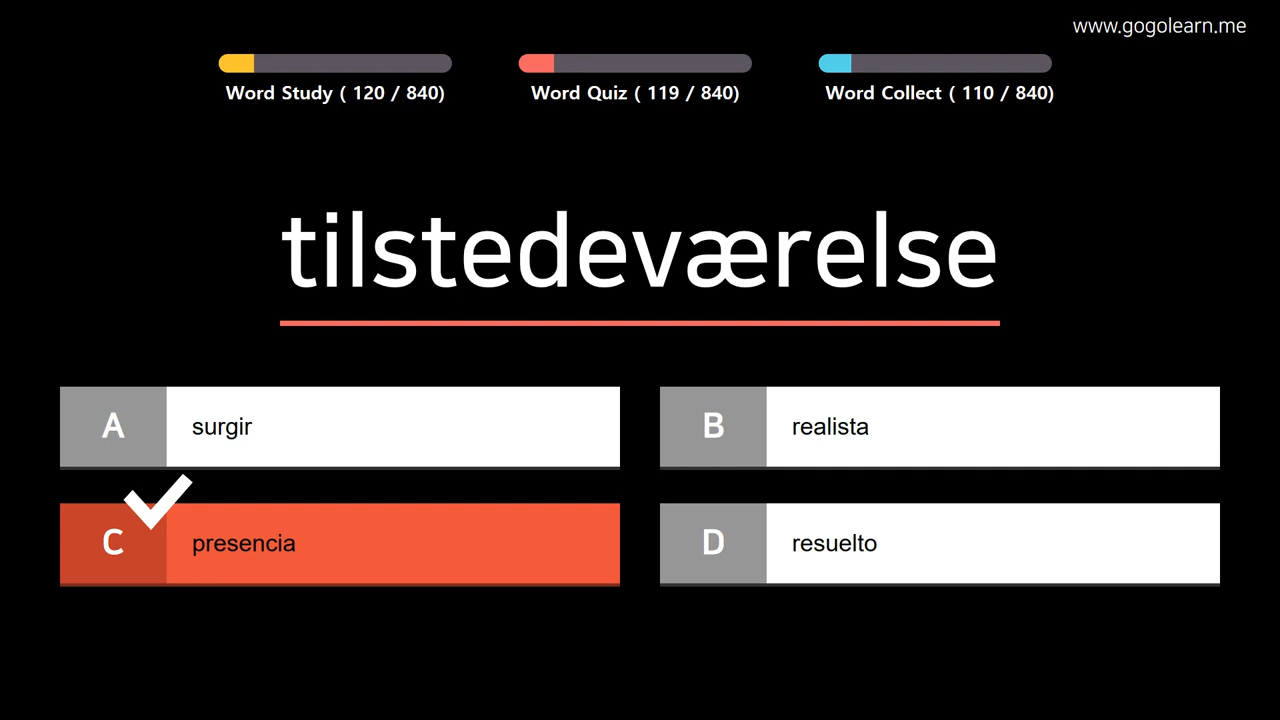 www.gogolearn.me
Word Study ( 120 / 840)
Word Quiz ( 119 / 840)
Word Collect ( 110 / 840)
tilstedeværelse
A surgir
B realista
C presencia
D resuelto